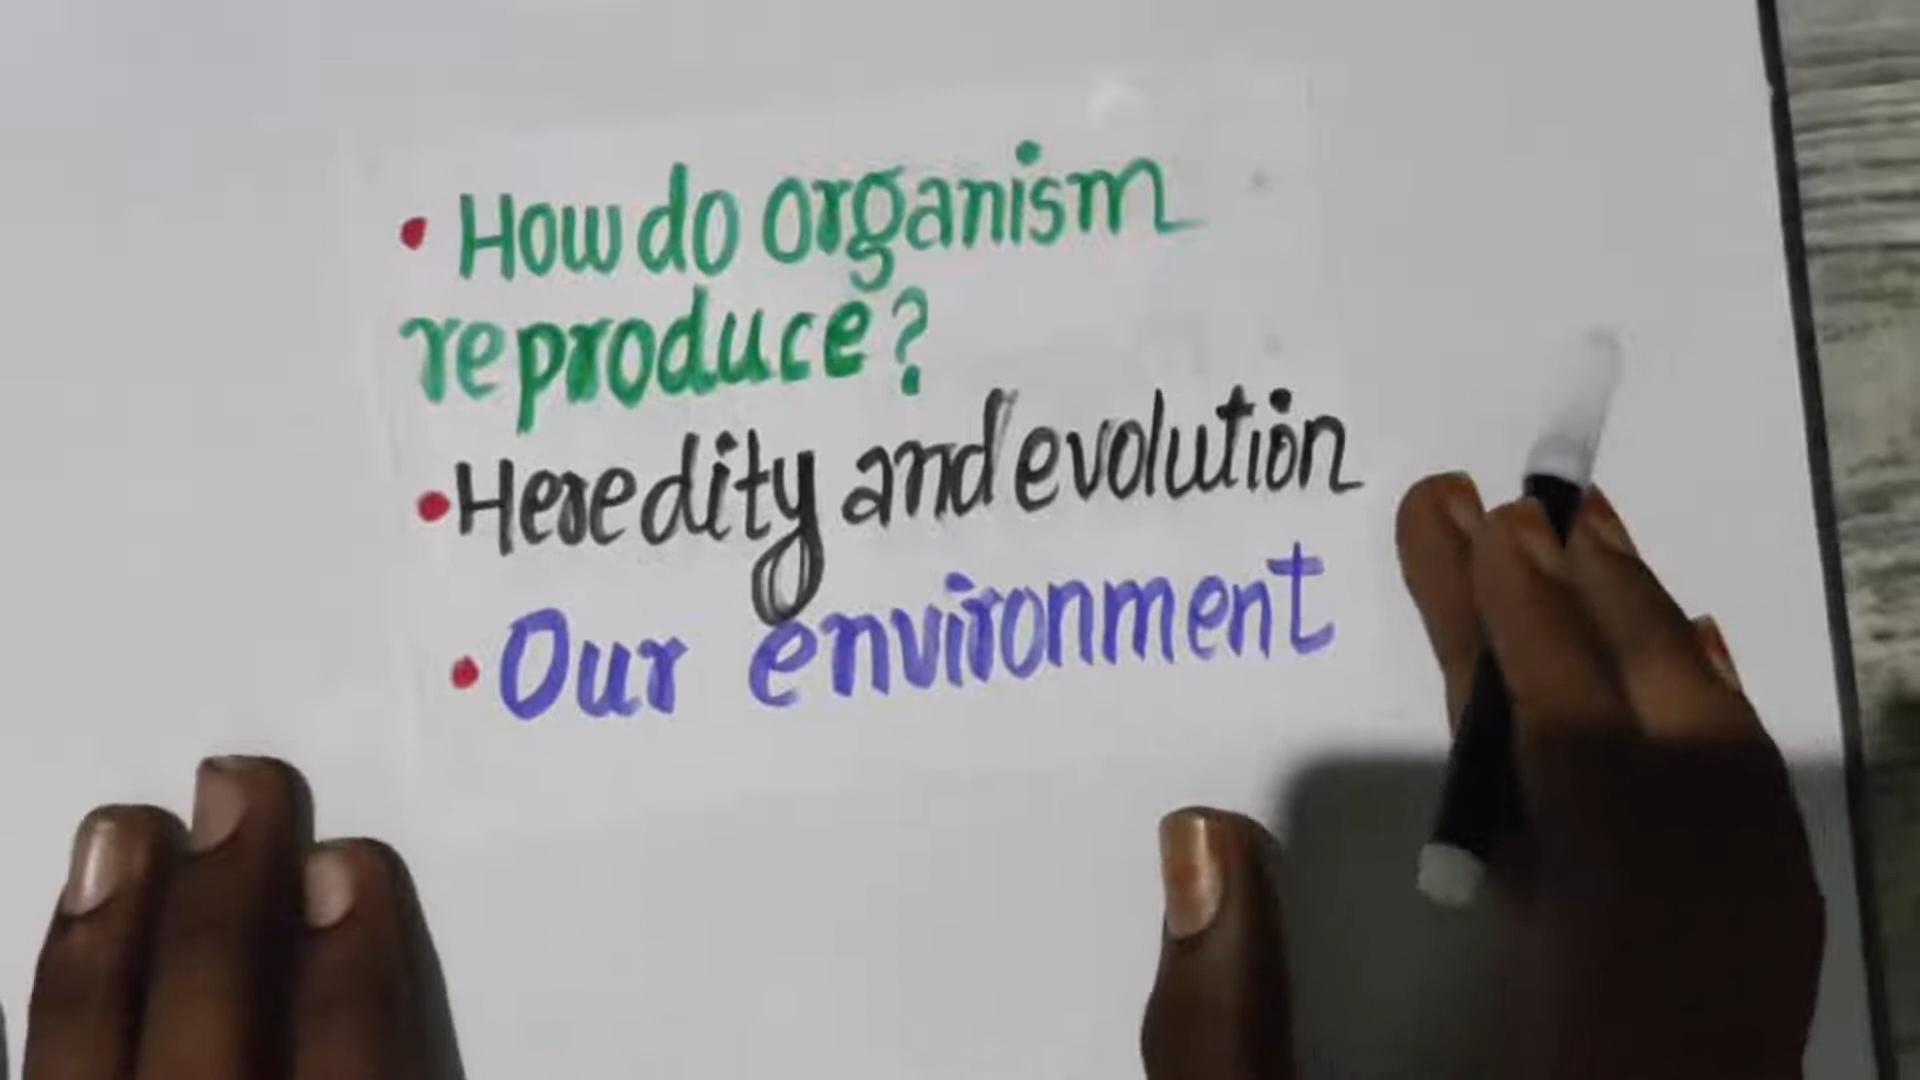 • How do organism
reproduce?
• Heredity and evolution
• Our environment